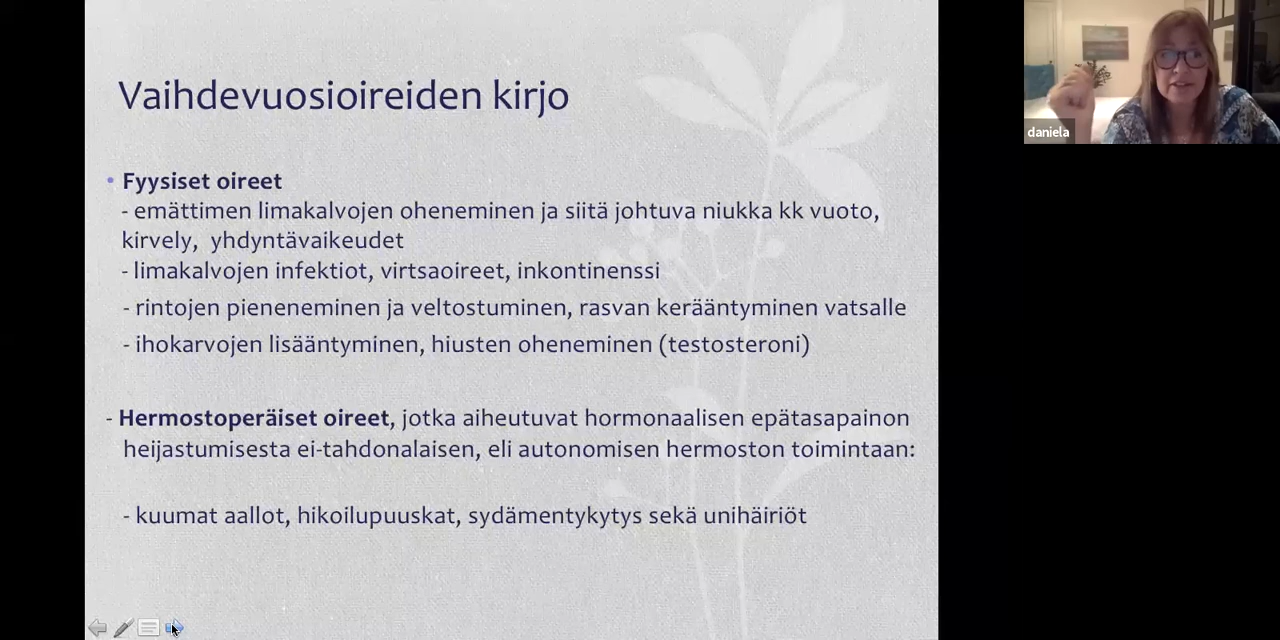 Vaihdevuosioireiden kirjo
• Fyysiset oireet
- emättimen limakalvojen oheneminen ja siitä johtuva niukka kk vuoto,
kirvely,  yhdyntävaikeudet
- limakalvojen infektiot, virtsaoireet, inkontinenssi
- rintojen pieneneminen ja veltostuminen, rasvan kerääntyminen vatsalle
- ihokarvojen lisääntyminen, hiusten oheneminen (testosteroni)
- Hermostoperäiset oireet, jotka aiheutuvat hormonaalisen epätasapainon
heijastumisesta ei-tahdonalaisen, eli autonomisen hermoston toimintaan:
- kuumat aallot, hikoilupuuskat, sydämentykytys sekä unihäiriöt
daniela